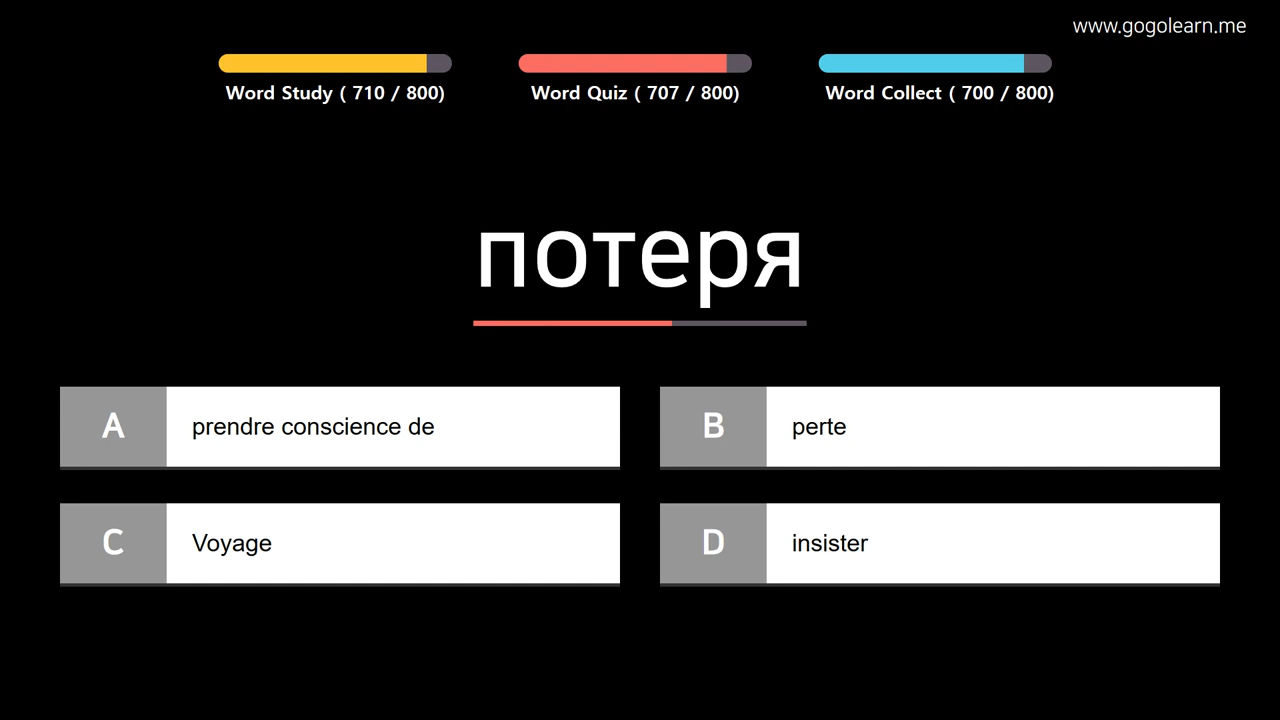 www.gogolearn.me
Word Study ( 710 / 800)
Word Quiz ( 707 / 800)
Word Collect ( 700 / 800)
потеря
A prendre conscience de
B perte
C Voyage
D insister